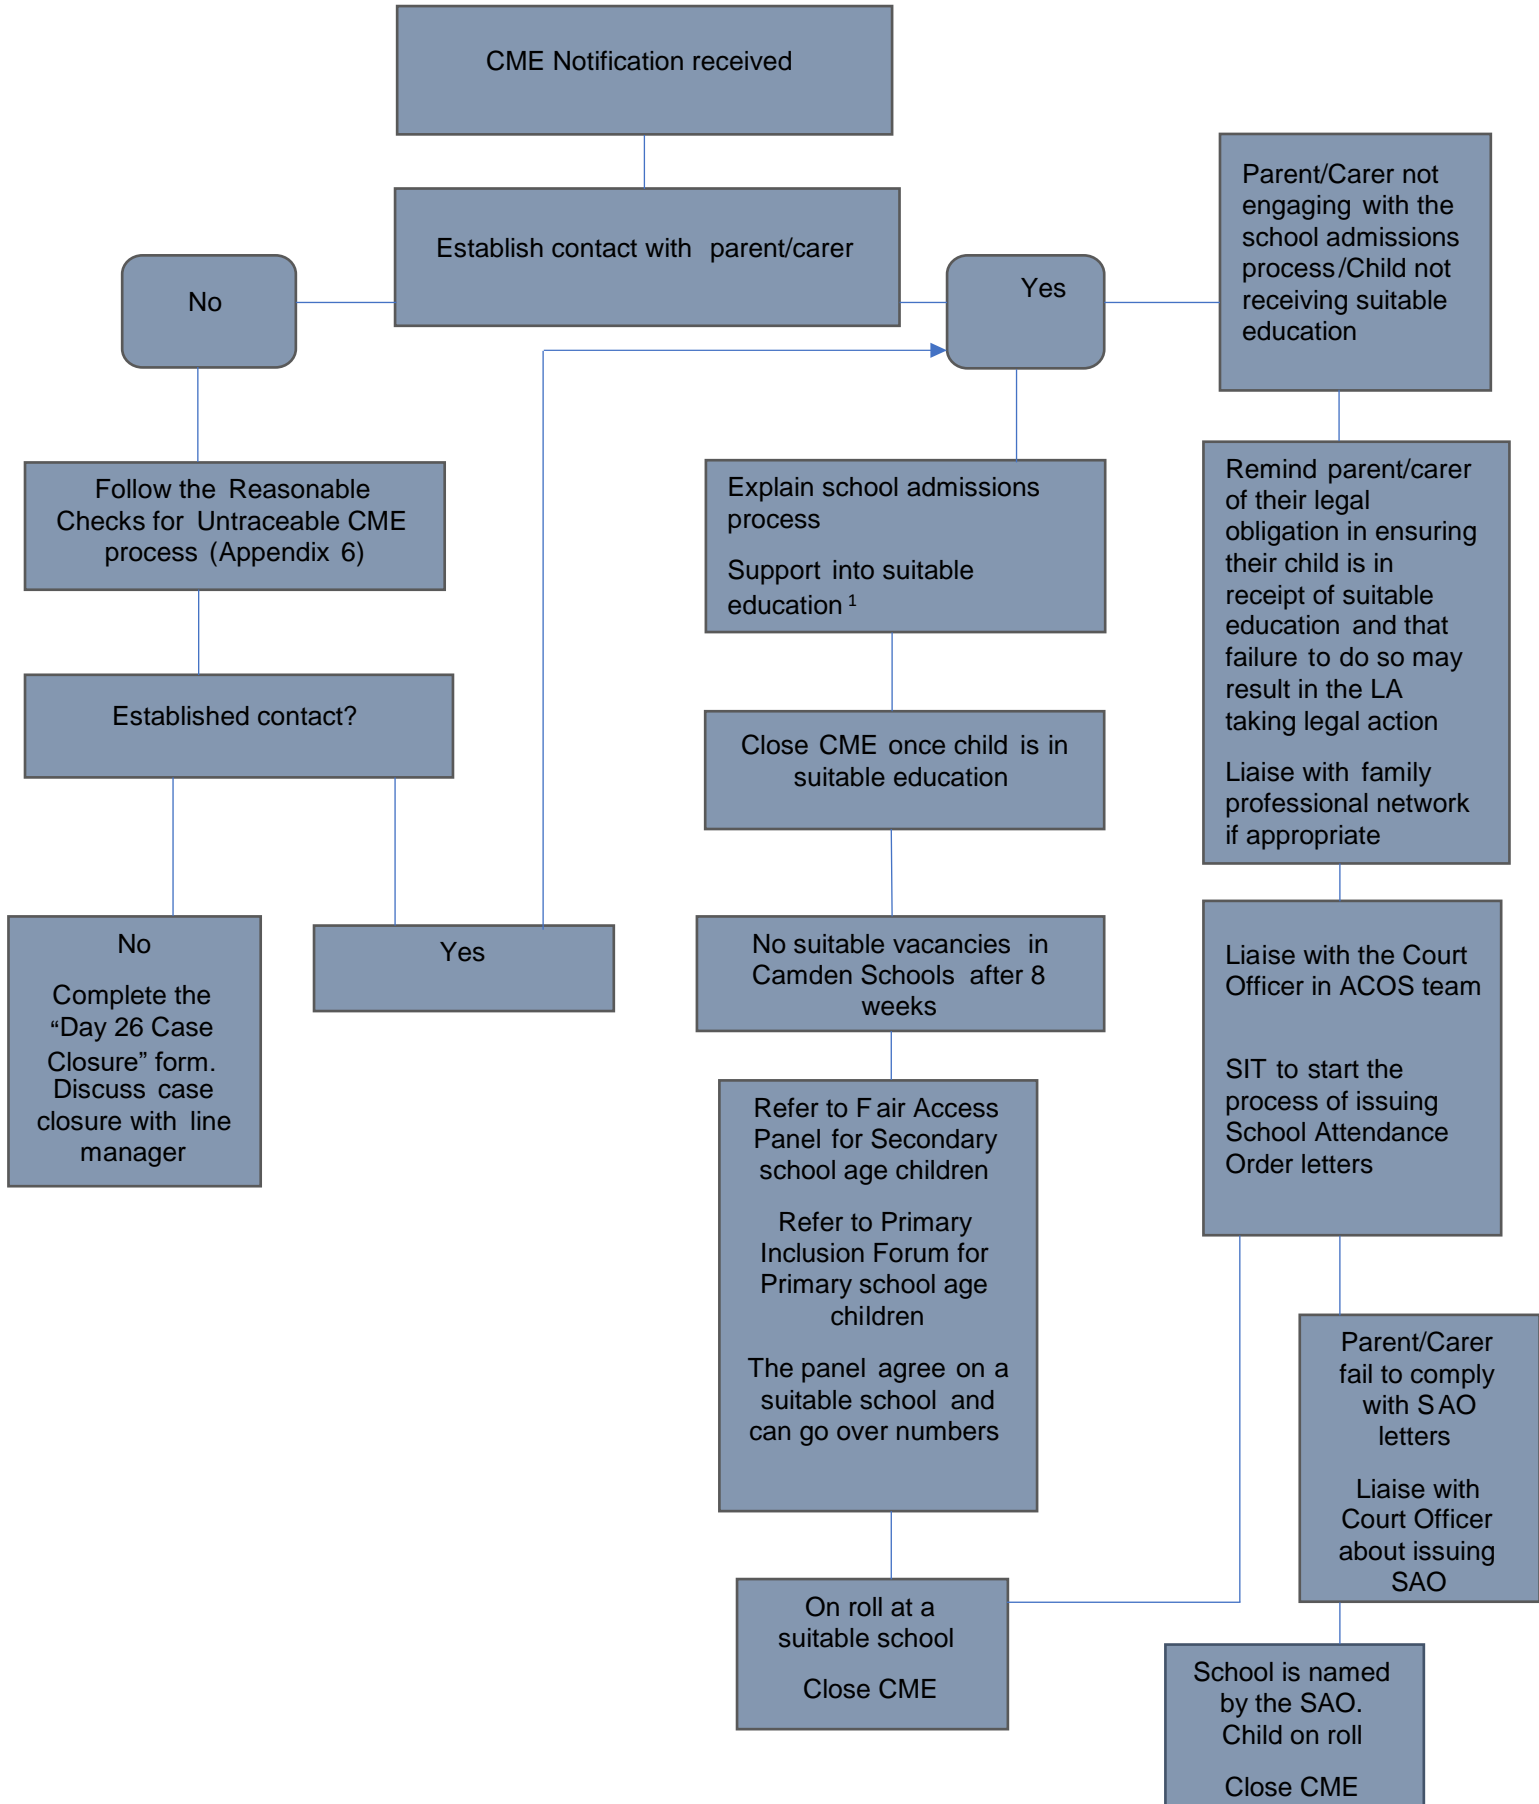 CME Notification received
Establish contact with parent/carer
No
Yes
Parent/Carer not
engaging with the
school admissions
process/Child not
receiving suitable
education
Follow the Reasonable
Checks for Untraceable CME
process (Appendix 6)
Established contact?
No
Complete the
“Day 26 Case
Closure” form.
Discuss case
closure with line
manager
Yes
Explain school admissions
process
Support into suitable
education ¹
Close CME once child is in
suitable education
No suitable vacancies in
Camden Schools after 8
weeks
Refer to Fair Access
Panel for Secondary
school age children
Refer to Primary
Inclusion Forum for
Primary school age
children
The panel agree on a
suitable school and
can go over numbers
On roll at a
suitable school
Close CME
Remind parent/carer
of their legal
obligation in ensuring
their child is in
receipt of suitable
education and that
failure to do so may
result in the LA
taking legal action
Liaise with family
professional network
if appropriate
Liaise with the Court
Officer in ACOS team
SIT to start the
process of issuing
School Attendance
Order letters
Parent/Carer
fail to comply
with SAO
letters
Liaise with
Court Officer
about issuing
SAO
School is named
by the SAO.
Child on roll
Close CME